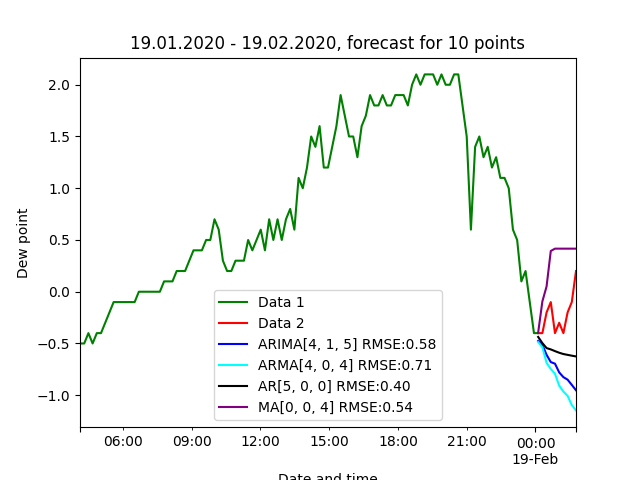 19.01.2020 - 19.02.2020, forecast for 10 points
Dew point
2.0
1.5
1.0
0.5
0.0
−0.5
−1.0
Data 1
Data 2
ARIMA[4, 1, 5] RMSE:0.58
ARMA[4, 0, 4] RMSE:0.71
AR[5, 0, 0] RMSE:0.40
MA[0, 0, 4] RMSE:0.54
06:00
09:00
12:00
15:00
18:00
21:00
00:00
19-Feb
Date and time